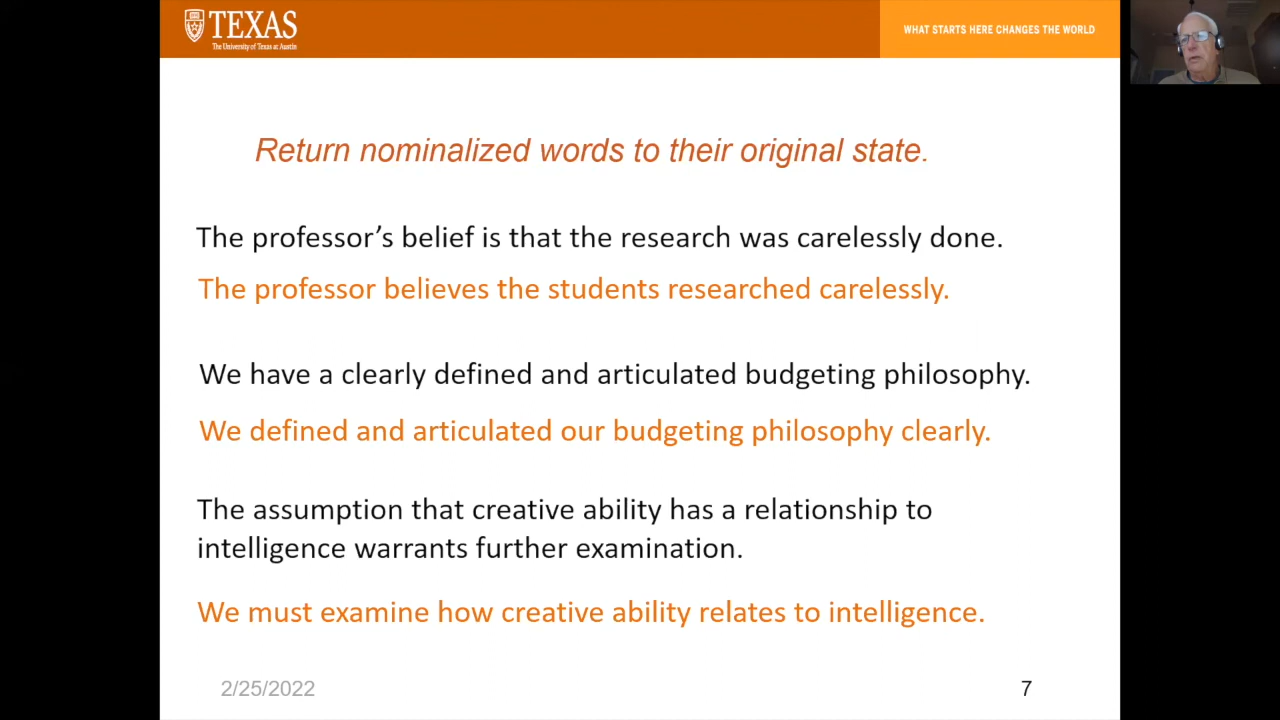 TEXAS
The University of Texas at Austin
WHAT STARTS HERE CHANGES THE WORLD
Return nominalized words to their original state.
The professor’s belief is that the research was carelessly done.
The professor believes the students researched carelessly.
We have a clearly defined and articulated budgeting philosophy.
We defined and articulated our budgeting philosophy clearly.
The assumption that creative ability has a relationship to
intelligence warrants further examination.
We must examine how creative ability relates to intelligence.
2/25/2022
7